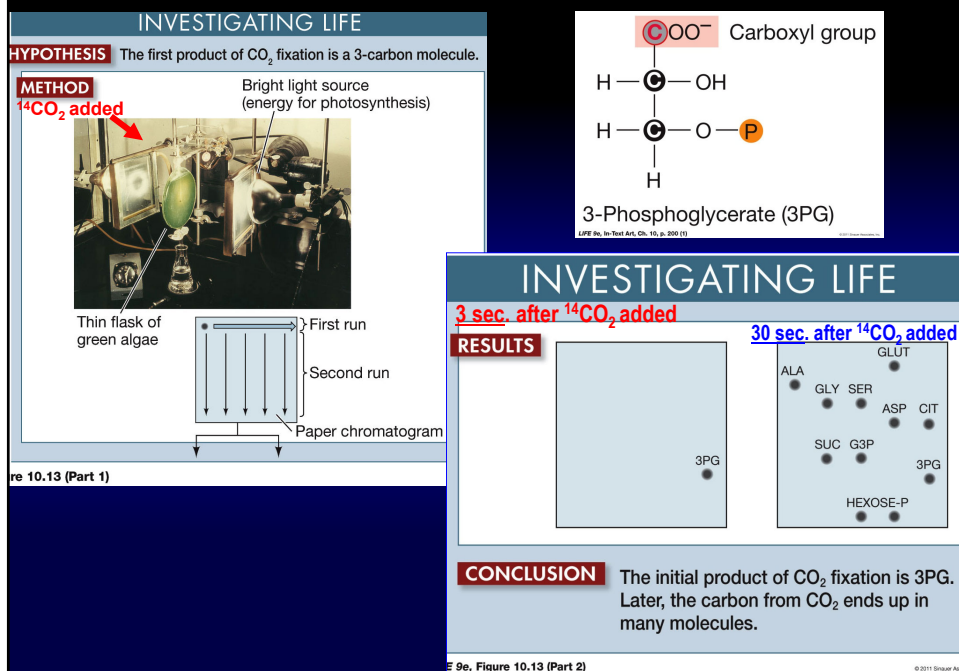 INVESTIGATING LIFE
HYPOTHESIS The first product of CO₂ fixation is a 3-carbon molecule.
METHOD
¹⁴CO₂ added
Bright light source
(energy for photosynthesis)
Thin flask of
green algae
First run
Second run
Paper chromatogram
re 10.13 (Part 1)
COO⁻ Carboxyl group
H — C — OH
H — C — O — P
H
3-Phosphoglycerate (3PG)
LIFE 9e, In-Text Art, Ch. 10, p. 200 (1)
© 2011 Sinauer Associates, Inc.
INVESTIGATING LIFE
3 sec. after ¹⁴CO₂ added
RESULTS
30 sec. after ¹⁴CO₂ added
3PG
GLUT
ALA
GLY SER
ASP CIT
SUC G3P
3PG
HEXOSE-P
CONCLUSION The initial product of CO₂ fixation is 3PG.
Later, the carbon from CO₂ ends up in
many molecules.
E 9e, Figure 10.13 (Part 2)
© 2011 Sinauer As